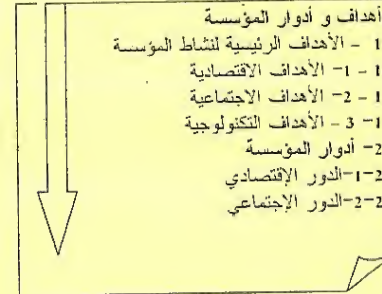 أهداف و أدوار المؤسسة
1 - الأهداف الرئيسية لنشاط المؤسسة
1 - 1- الأهداف الاقتصادية
1 - 2- الأهداف الاجتماعية
1- 3 - الأهداف التكنولوجية
2- أدوار المؤسسة
2-1-الدور الإقتصادي
2-2-الدور الإجتماعي